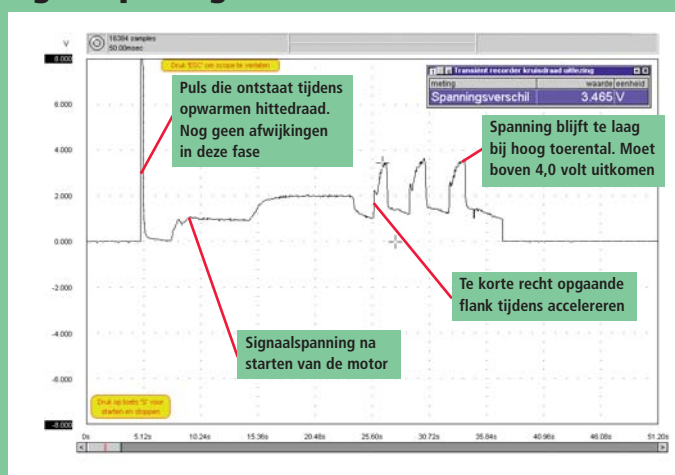 V
16384 samples
50.00msec
8.000
Druk 'ESC' om scope te verlaten
Transiënt recorder kruisdraad uitlezing
meting waarde eenheid
Spanningsverschil 3.465 V
Puls die ontstaat tijdens
opwarmen hittedraad.
Nog geen afwijkingen
in deze fase
Spanning blijft te laag
bij hoog toerental. Moet
boven 4,0 volt uitkomen
6.000
4.000
2.000
0.000
-2.000
-4.000
-6.000
-8.000
Te korte recht opgaande
flank tijdens accelereren
Signaalspanning na
starten van de motor
Druk op toets 'S' voor
starten en stoppen
0s 5.12s 10.24s 15.36s 20.48s 25.60s 30.72s 35.84s 40.96s 46.08s 51.20s